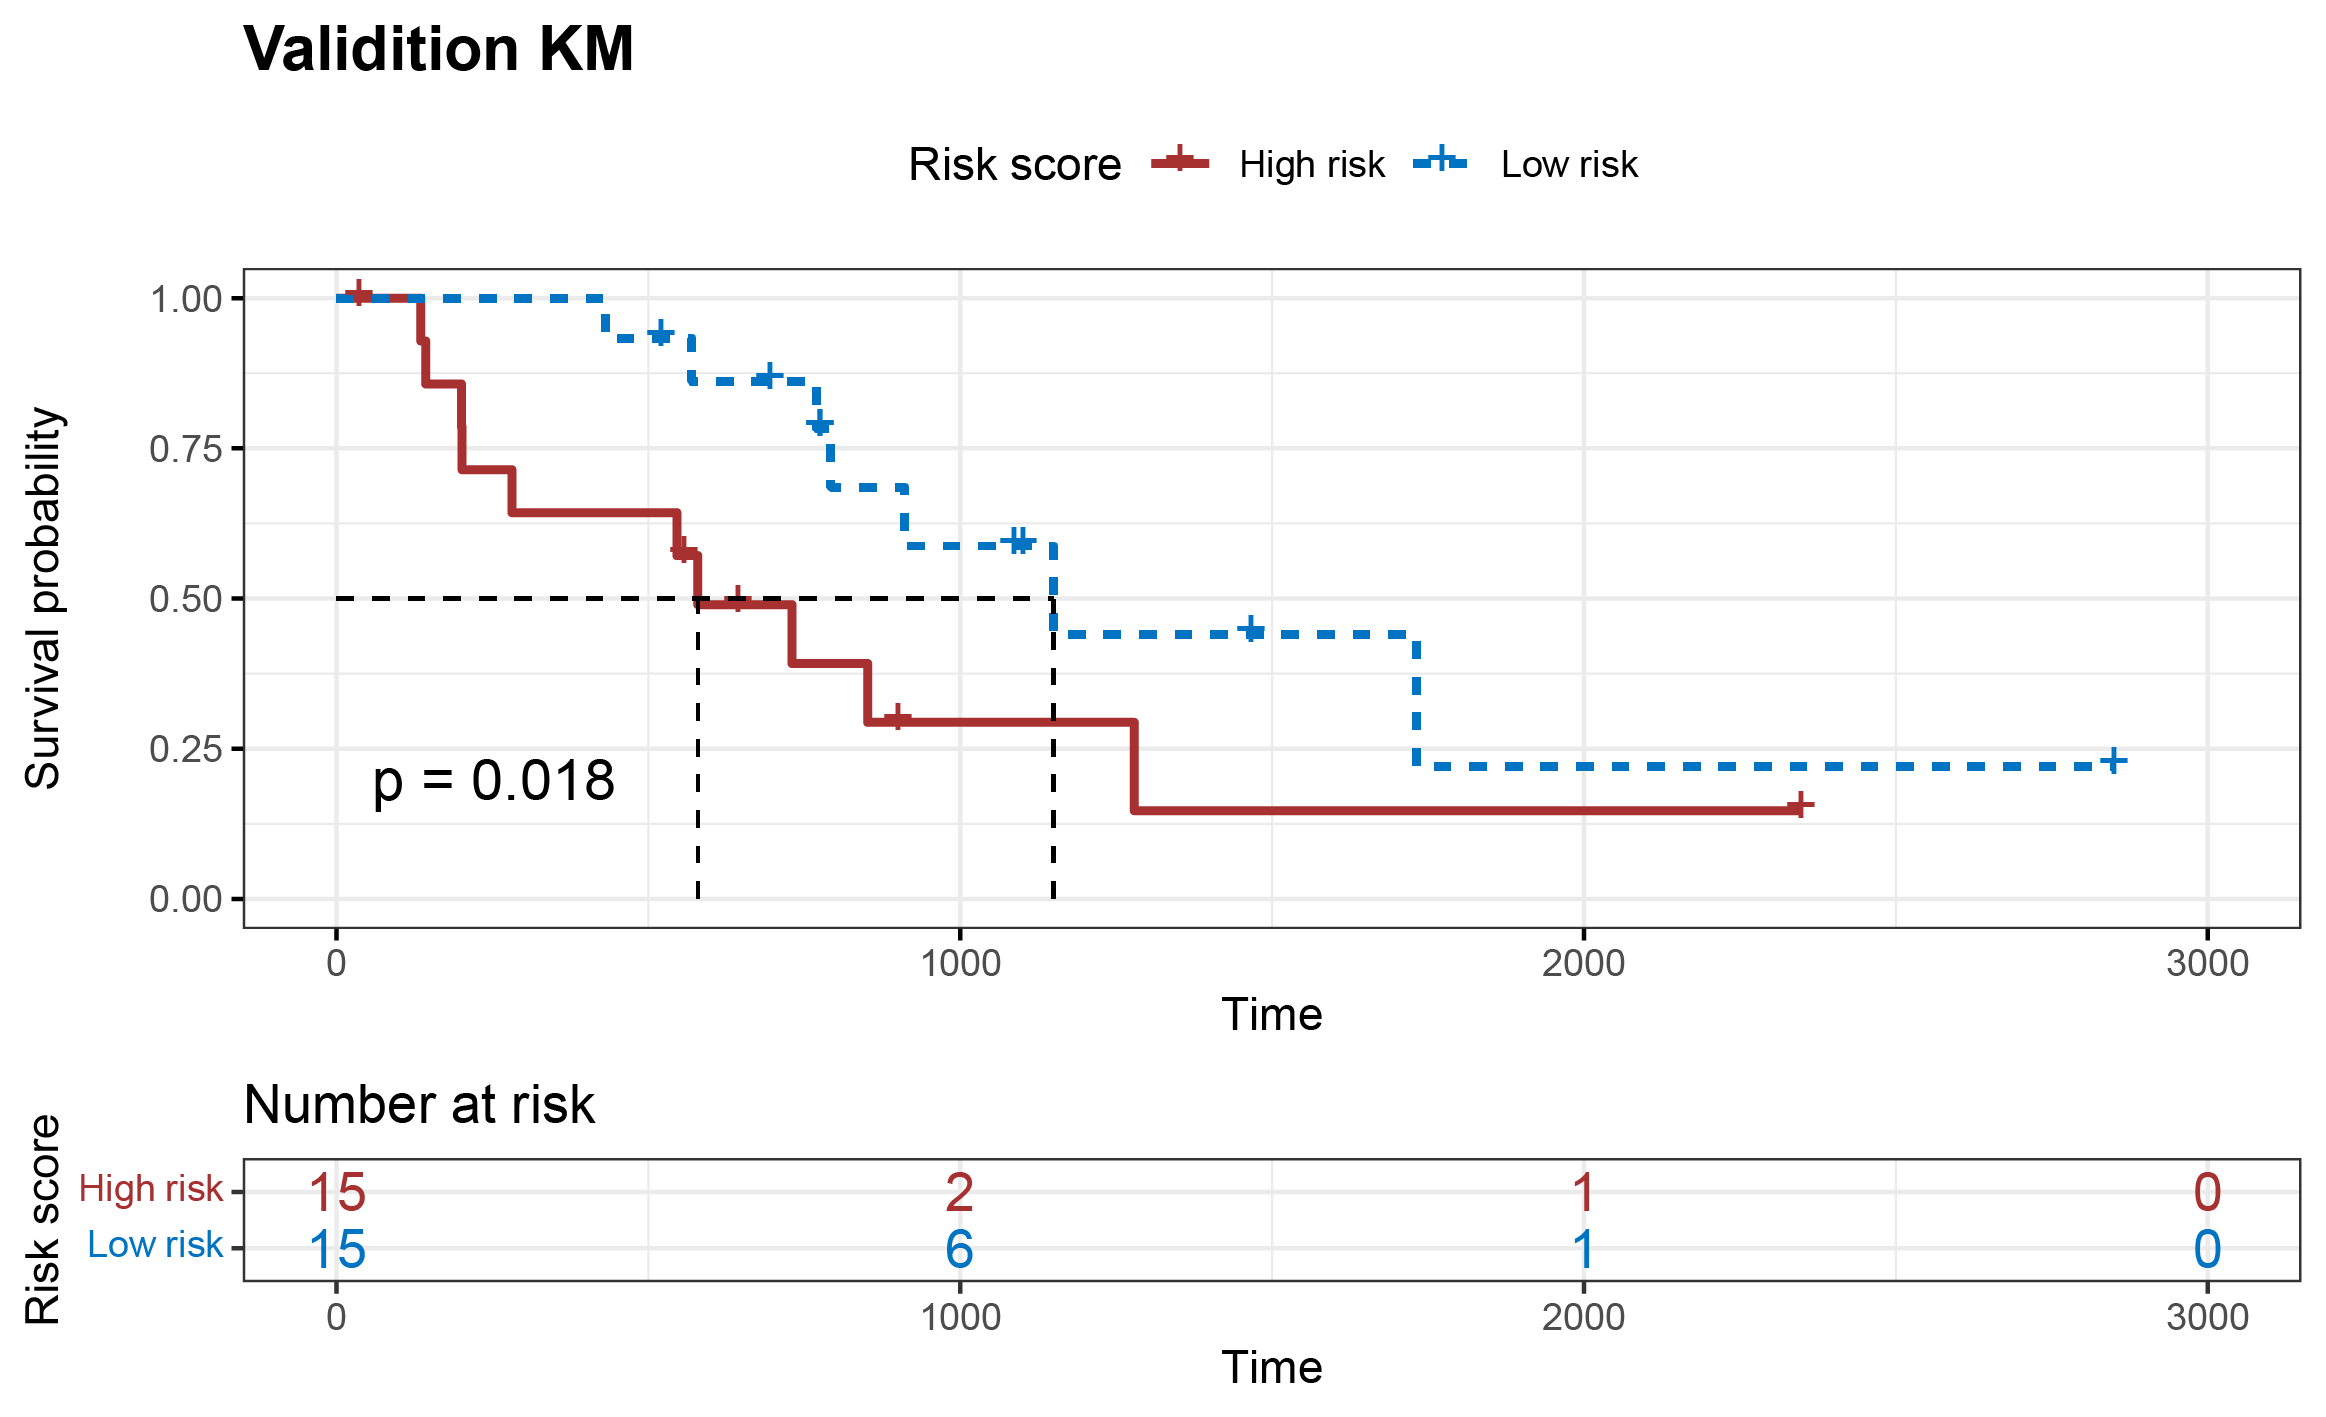 Validition KM
Risk score High risk Low risk
Survival probability
1.00
0.75
0.50
0.25
0.00
p = 0.018
0 1000 2000 3000
Time
Number at risk
Risk score
High risk 15 2 1 0
Low risk 15 6 1 0
0 1000 2000 3000
Time